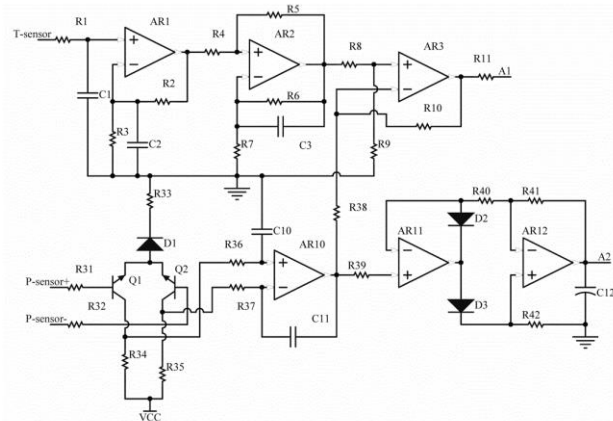 T-sensor
R1
AR1
R4
R5
AR2
R8
AR3
R11
A1
C1
R2
R6
R10
R3
C2
R7
C3
R9
R33
C10
R38
R40
R41
D1
R36
AR10
AR11
D2
AR12
A2
R31
Q1
Q2
R39
P-sensor+
R32
R37
D3
C12
P-sensor-
C11
R42
R34
R35
VCC